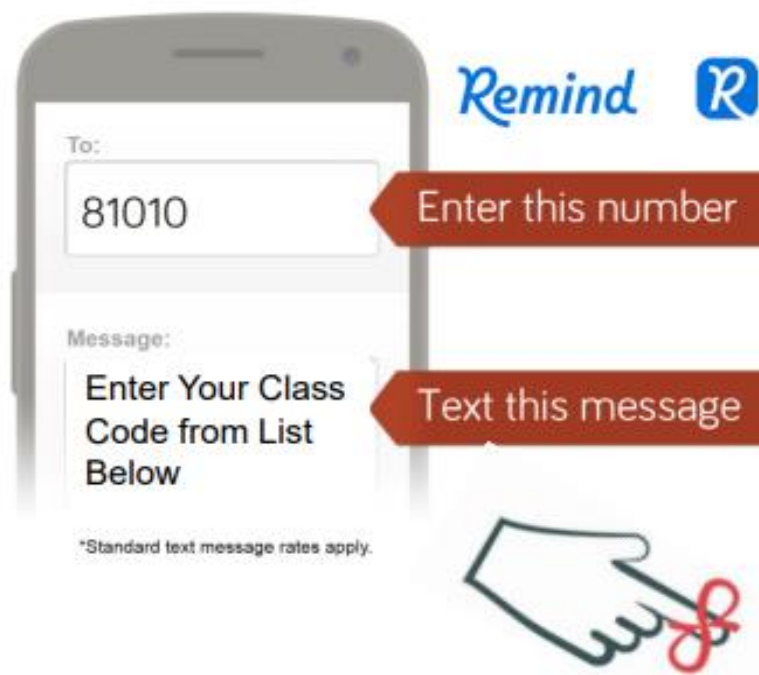 Remind R
To:
81010
Enter this number
Message:
Enter Your Class
Code from List
Below
Text this message
*Standard text message rates apply.